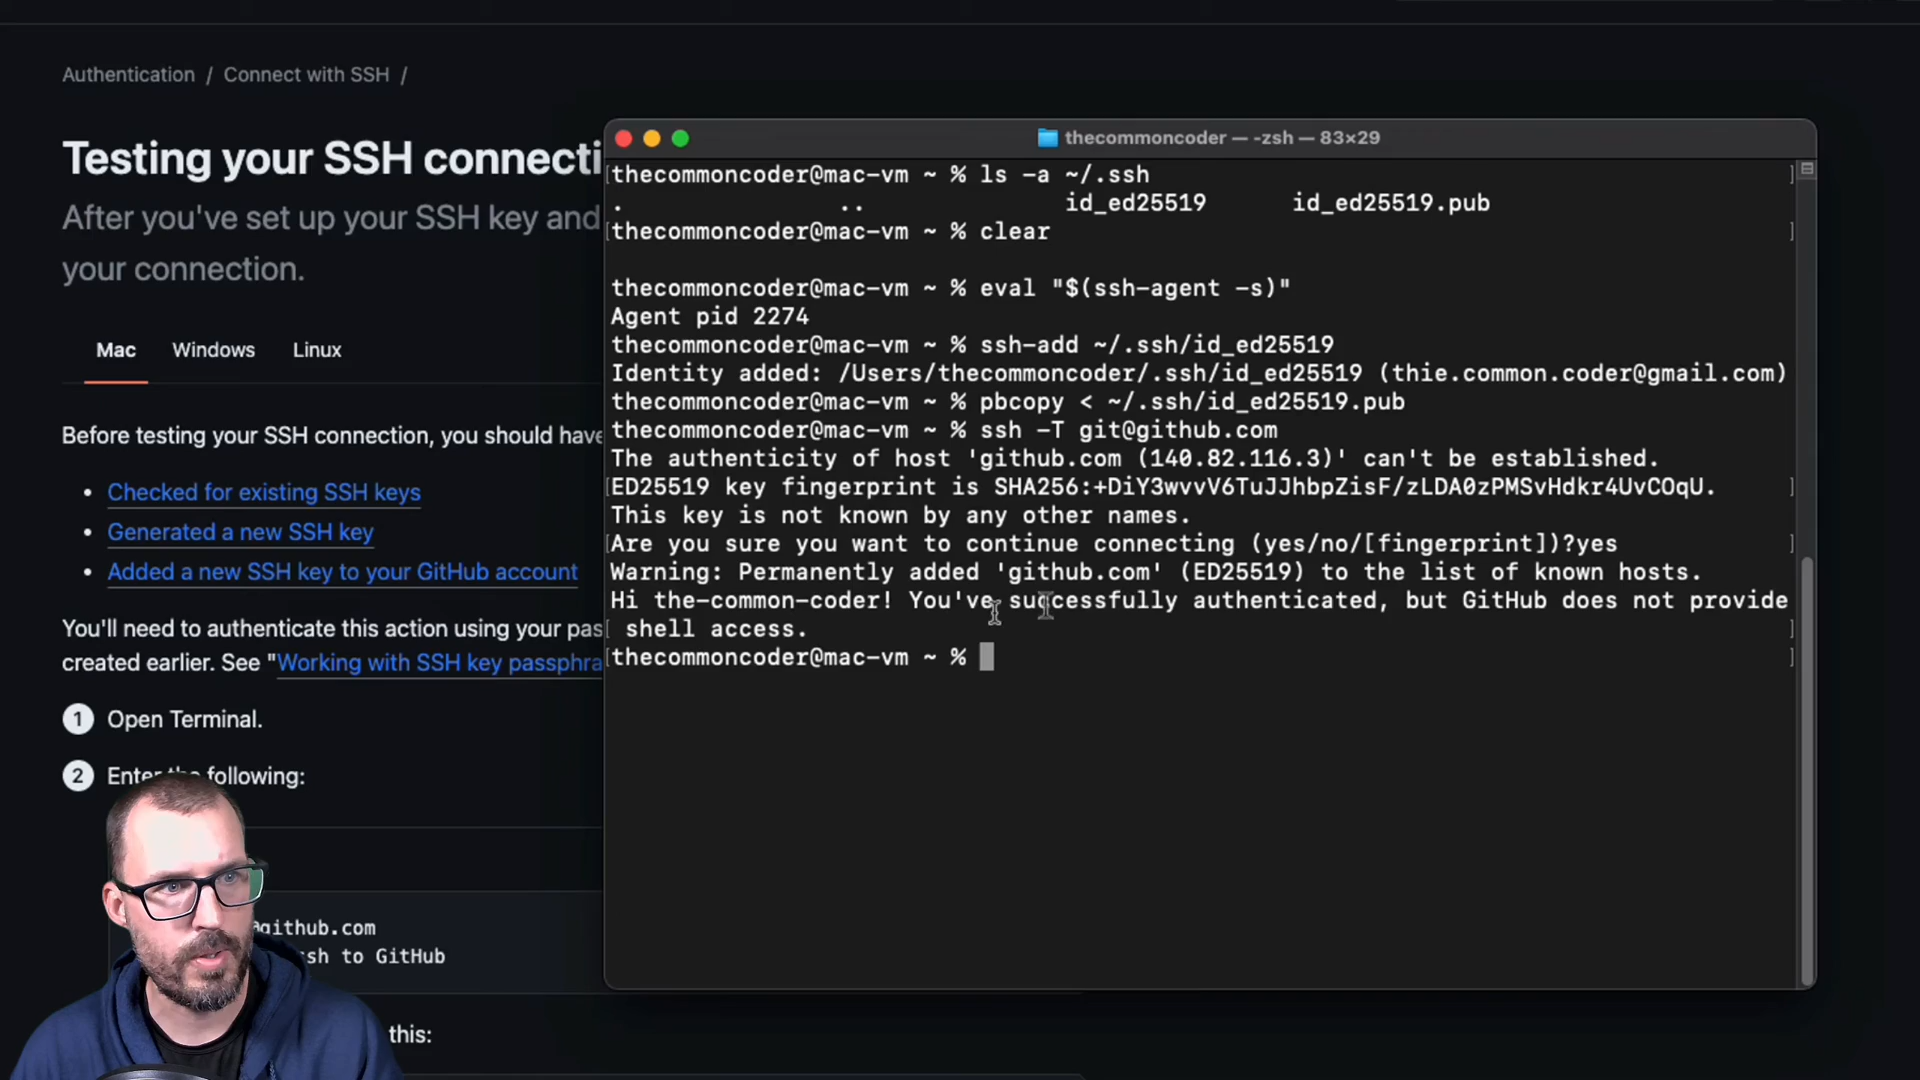 Authentication / Connect with SSH /
Testing your SSH connecti
After you've set up your SSH key and
your connection.
Mac Windows Linux
Before testing your SSH connection, you should have
• Checked for existing SSH keys
• Generated a new SSH key
• Added a new SSH key to your GitHub account
You'll need to authenticate this action using your pas
created earlier. See "Working with SSH key passphra
1 Open Terminal.
2 Enter the following:
@github.com
ssh to GitHub
this:
thecommoncoder — -zsh — 83×29
thecommoncoder@mac-vm ~ % ls -a ~/.ssh
. .. id_ed25519 id_ed25519.pub
thecommoncoder@mac-vm ~ % clear
thecommoncoder@mac-vm ~ % eval "$(ssh-agent -s)"
Agent pid 2274
thecommoncoder@mac-vm ~ % ssh-add ~/.ssh/id_ed25519
Identity added: /Users/thecommoncoder/.ssh/id_ed25519 (thie.common.coder@gmail.com)
thecommoncoder@mac-vm ~ % pbcopy < ~/.ssh/id_ed25519.pub
thecommoncoder@mac-vm ~ % ssh -T git@github.com
The authenticity of host 'github.com (140.82.116.3)' can't be established.
ED25519 key fingerprint is SHA256:+DiY3wvvV6TuJJhbpZisF/zLDA0zPMSvHdkr4UvCOqU.
This key is not known by any other names.
Are you sure you want to continue connecting (yes/no/[fingerprint])?yes
Warning: Permanently added 'github.com' (ED25519) to the list of known hosts.
Hi the-common-coder! You've successfully authenticated, but GitHub does not provide
shell access.
thecommoncoder@mac-vm ~ %